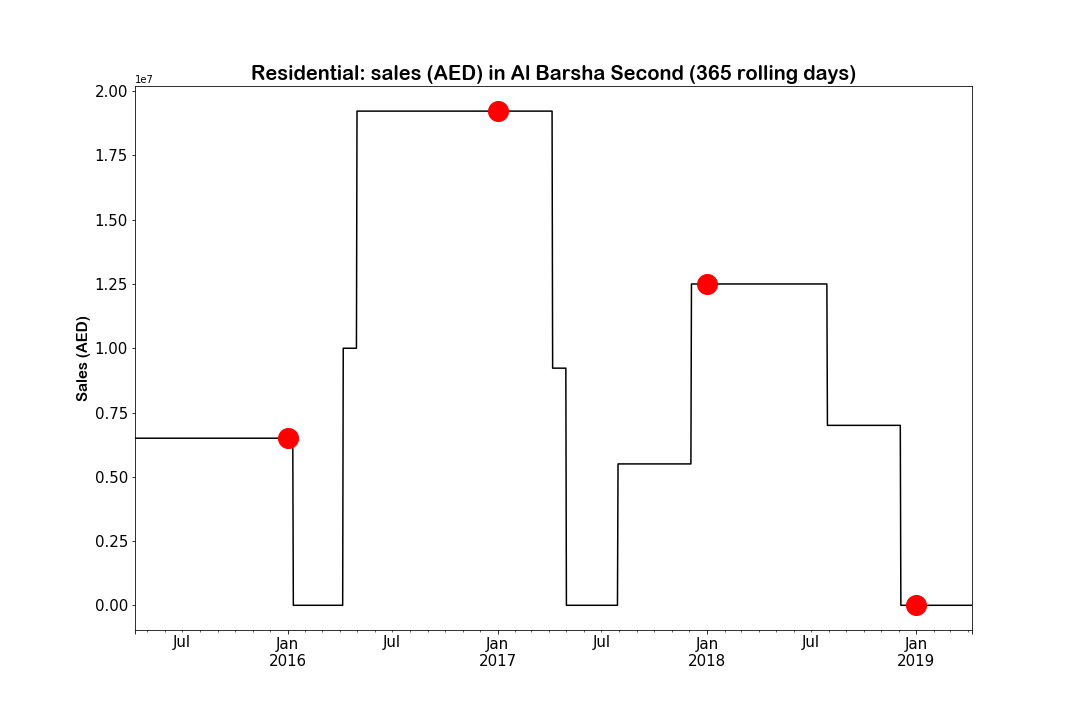 Residential: sales (AED) in Al Barsha Second (365 rolling days)
1e7
2.00
1.75
1.50
1.25
1.00
0.75
0.50
0.25
0.00
Sales (AED)
Jul
Jan
2016
Jul
Jan
2017
Jul
Jan
2018
Jul
Jan
2019